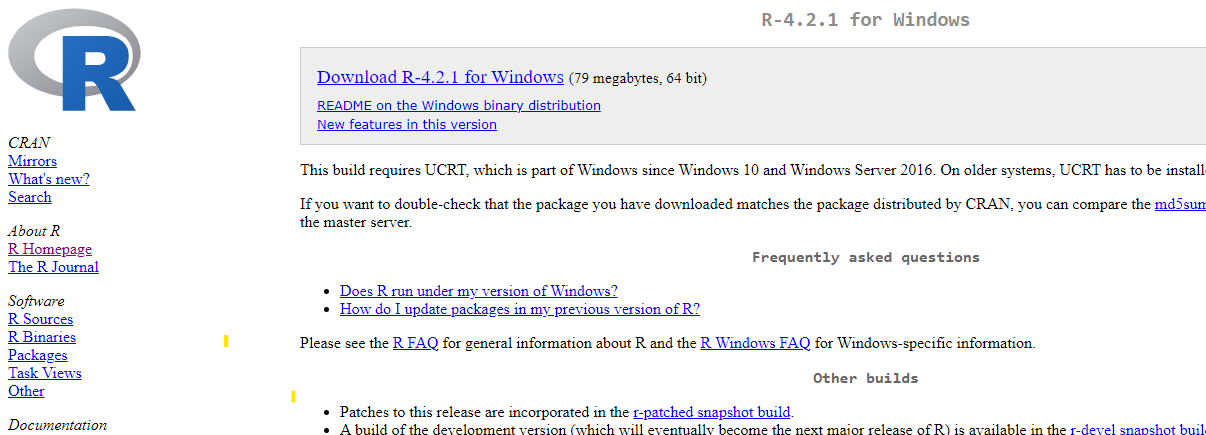 R
R-4.2.1 for Windows
Download R-4.2.1 for Windows (79 megabytes, 64 bit)
README on the Windows binary distribution
New features in this version
This build requires UCRT, which is part of Windows since Windows 10 and Windows Server 2016. On older systems, UCRT has to be
If you want to double-check that the package you have downloaded matches the package distributed by CRAN, you can compare the
the master server.
Frequently asked questions
Does R run under my version of Windows?
How do I update packages in my previous version of R?
Please see the R FAQ for general information about R and the R Windows FAQ for Windows-specific information.
Other builds
Patches to this release are incorporated in the r-patched snapshot build.
A build of the development version (which will eventually become the next major release of R) is available in the r-devel snapshot
CRAN
Mirrors
What's new?
Search
About R
R Homepage
The R Journal
Software
R Sources
R Binaries
Packages
Task Views
Other
Documentation